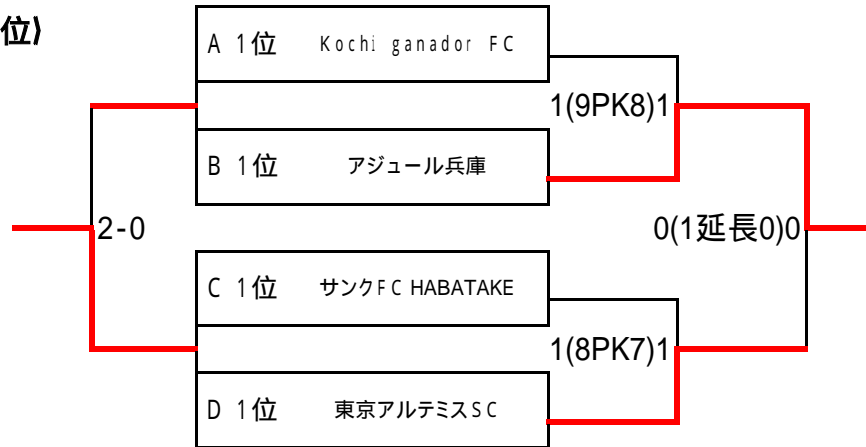 位)
A 1位 Kochi ganador FC
1(9PK8)1
B 1位 アジュール兵庫
2-0
0(1延長0)0
C 1位 サンクFC HABATAKE
1(8PK7)1
D 1位 東京アルテミスSC